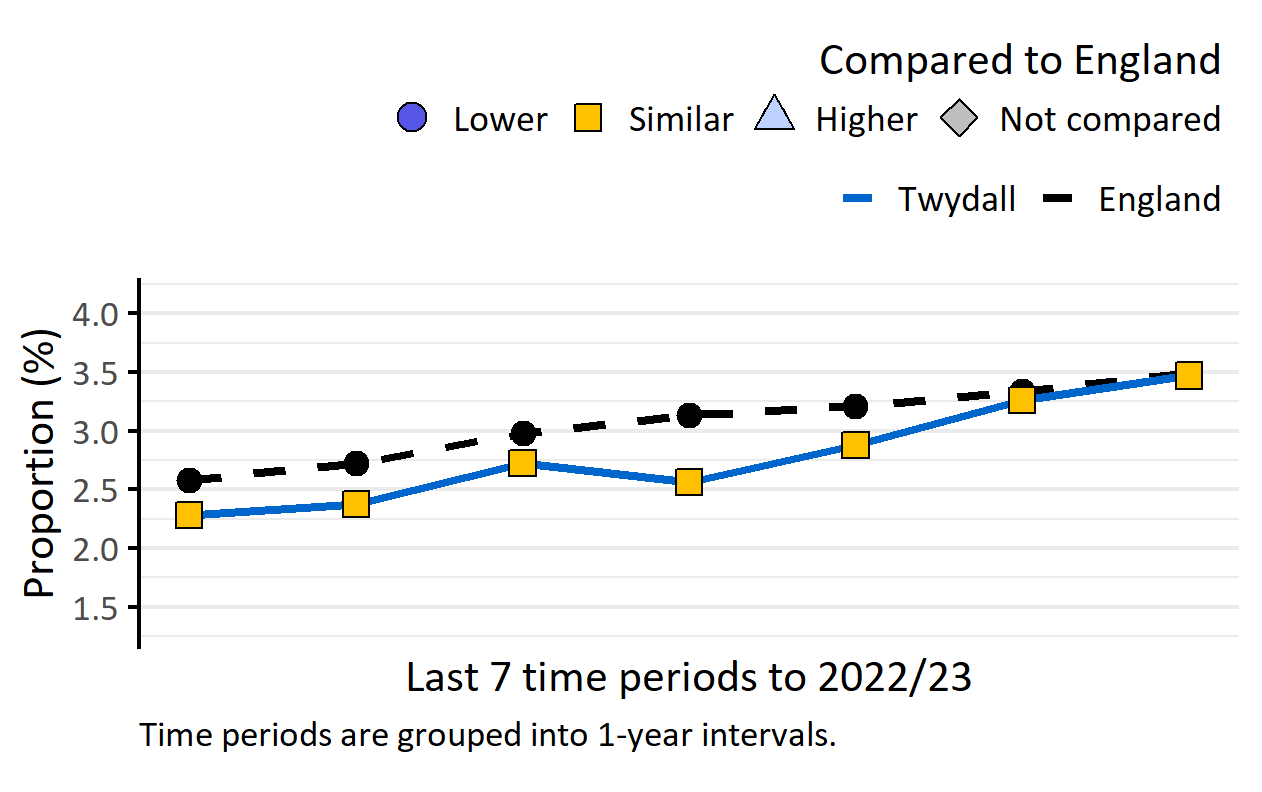 Compared to England
Lower Similar Higher Not compared
Twydall England
Proportion (%)
4.0
3.5
3.0
2.5
2.0
1.5
Last 7 time periods to 2022/23
Time periods are grouped into 1-year intervals.